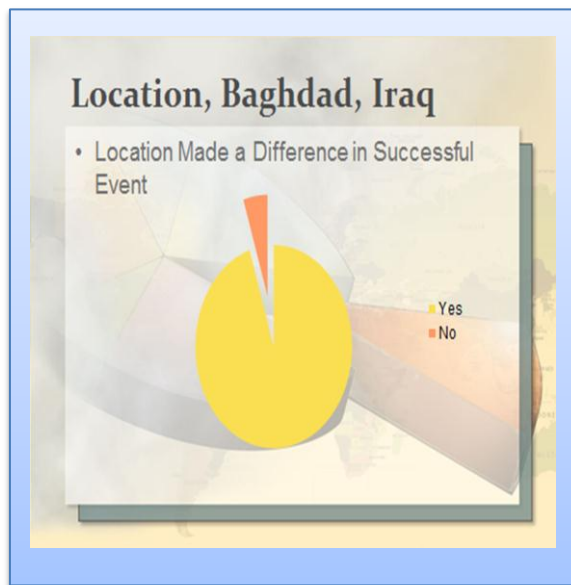 Location, Baghdad, Iraq
• Location Made a Difference in Successful
Event
Yes
No